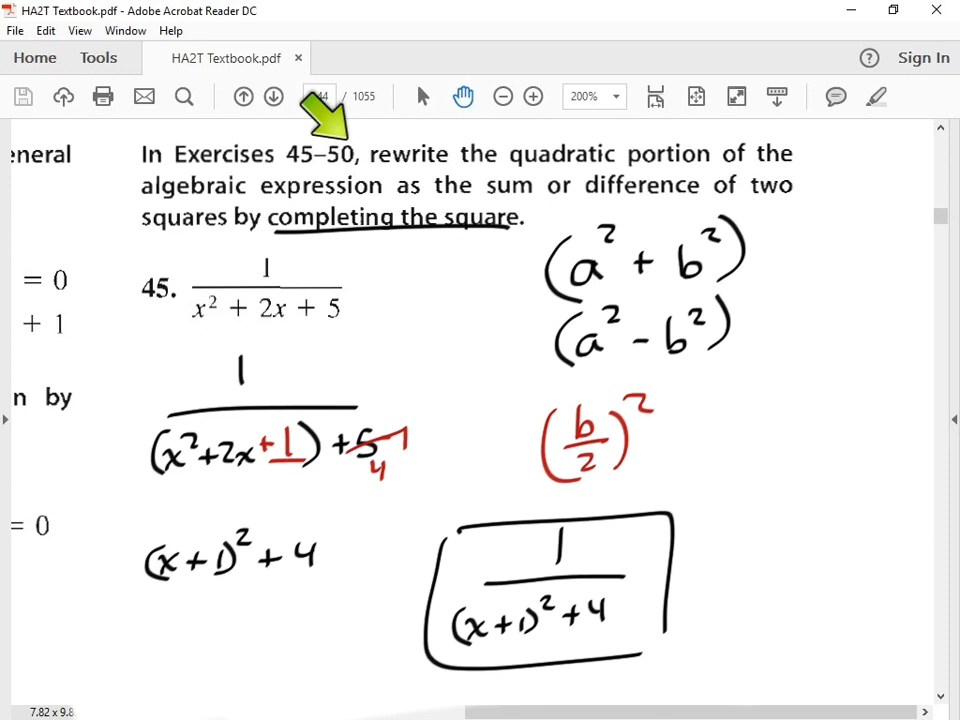 HA2T Textbook.pdf - Adobe Acrobat Reader DC
File Edit View Window Help
Home Tools HA2T Textbook.pdf × Sign In
44 / 1055 200%
eneral
In Exercises 45–50, rewrite the quadratic portion of the
algebraic expression as the sum or difference of two
squares by completing the square.
(a² + b²)
= 0
45. 1 / x² + 2x + 5
+ 1
(a² - b²)
1
n by
(b/2)²
(x²+2x+1) +5-1
4
= 0
(x+1)² + 4
1
(x+1)² + 4
7.82 x 9.8